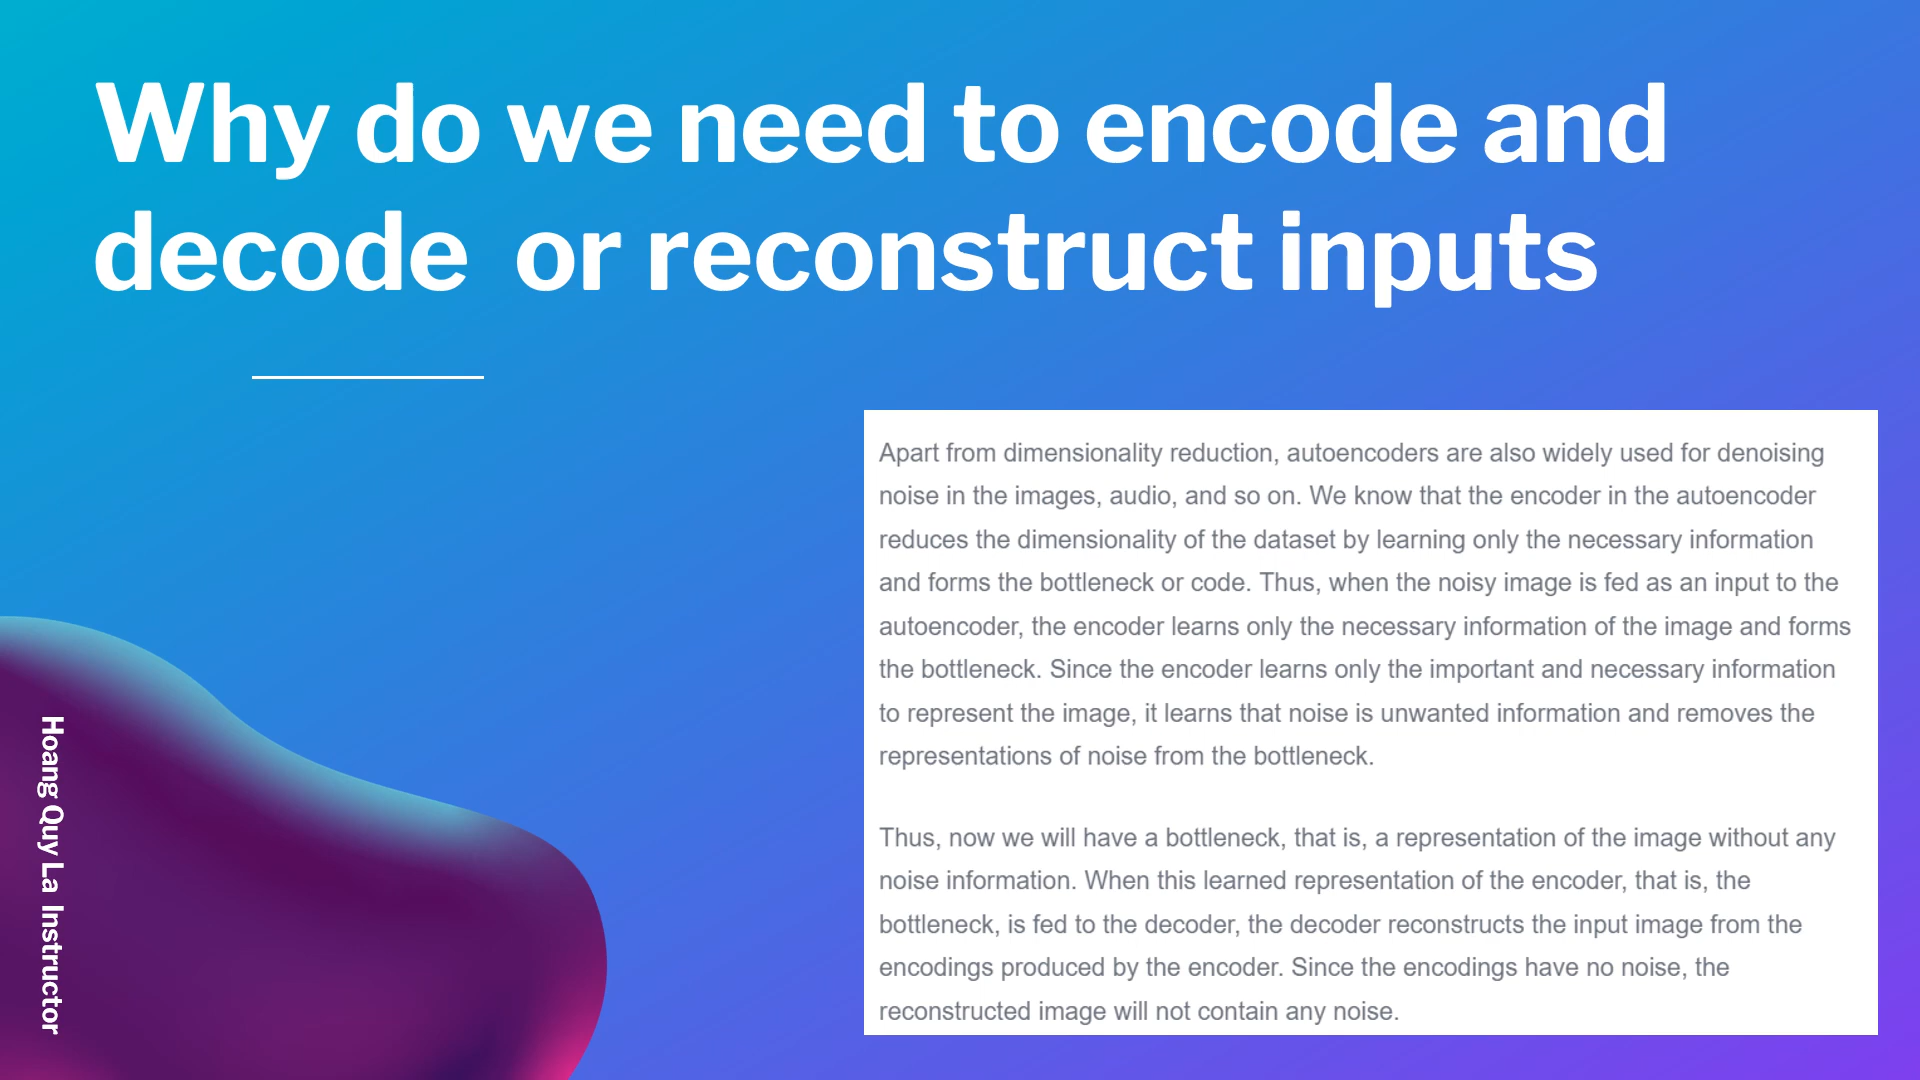 Why do we need to encode and
decode or reconstruct inputs
Apart from dimensionality reduction, autoencoders are also widely used for denoising
noise in the images, audio, and so on. We know that the encoder in the autoencoder
reduces the dimensionality of the dataset by learning only the necessary information
and forms the bottleneck or code. Thus, when the noisy image is fed as an input to the
autoencoder, the encoder learns only the necessary information of the image and forms
the bottleneck. Since the encoder learns only the important and necessary information
to represent the image, it learns that noise is unwanted information and removes the
representations of noise from the bottleneck.
Thus, now we will have a bottleneck, that is, a representation of the image without any
noise information. When this learned representation of the encoder, that is, the
bottleneck, is fed to the decoder, the decoder reconstructs the input image from the
encodings produced by the encoder. Since the encodings have no noise, the
reconstructed image will not contain any noise.
Hoang Quy La Instructor